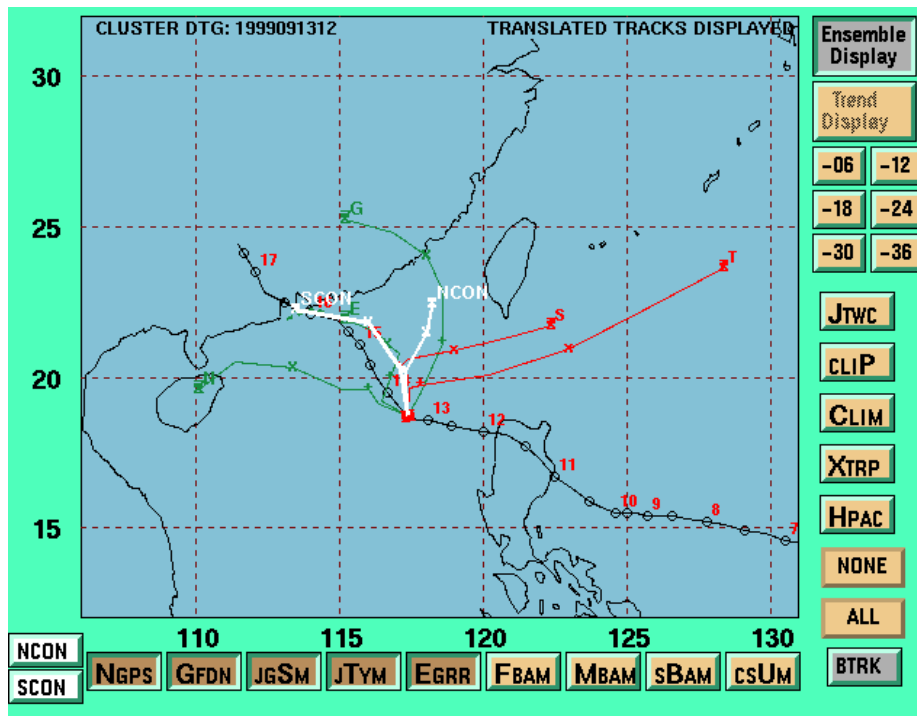 CLUSTER DTG: 1999091312 TRANSLATED TRACKS DISPLAYED
Ensemble
Display
Trend
Display
-06 -12
-18 -24
-30 -36
JTWC
CLIP
CLIM
XTRP
HPAC
NONE
ALL
BTRK
30
25
20
15
110 115 120 125 130
G
17
SCON
NCON
E
T
S
N
13
12
11
10
9
8
7
NCON
SCON
NGPS GFDN JGSM JTYM EGRR FBAM MBAM SBAM CSUM